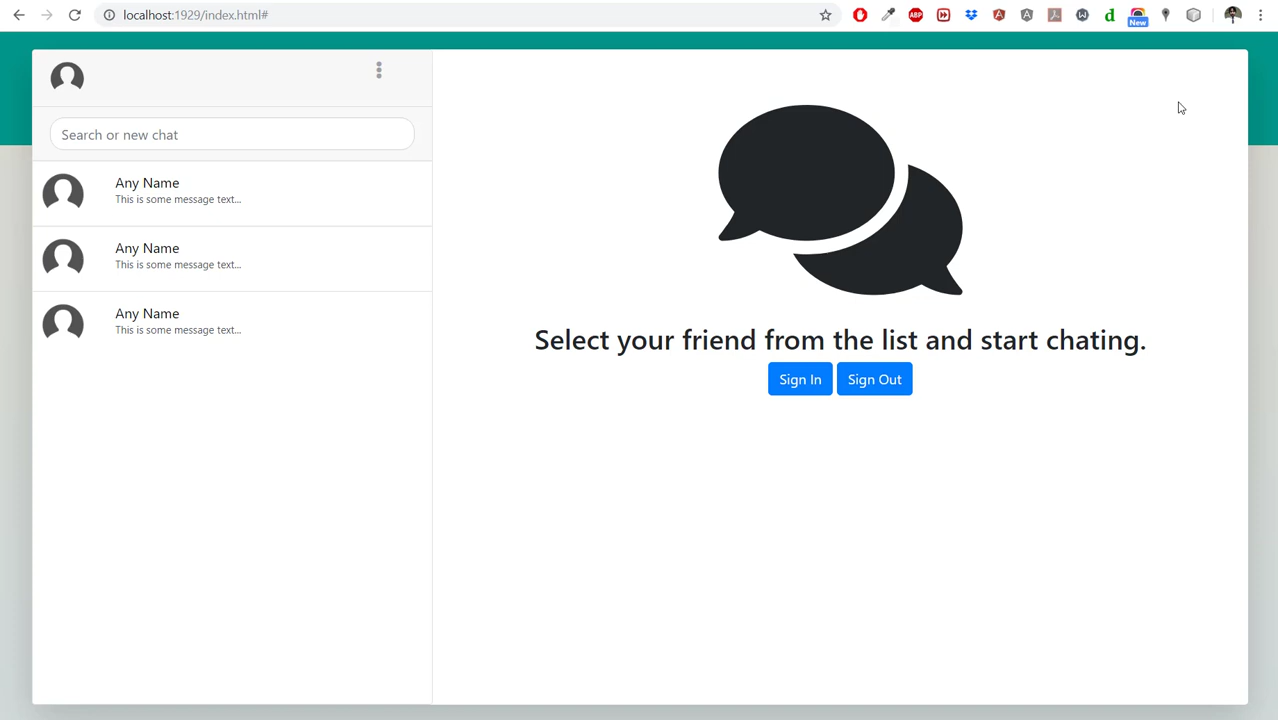 localhost:1929/index.html#
ABP
New
Search or new chat
Any Name
This is some message text...
Any Name
This is some message text...
Any Name
This is some message text...
Select your friend from the list and start chating.
Sign In Sign Out